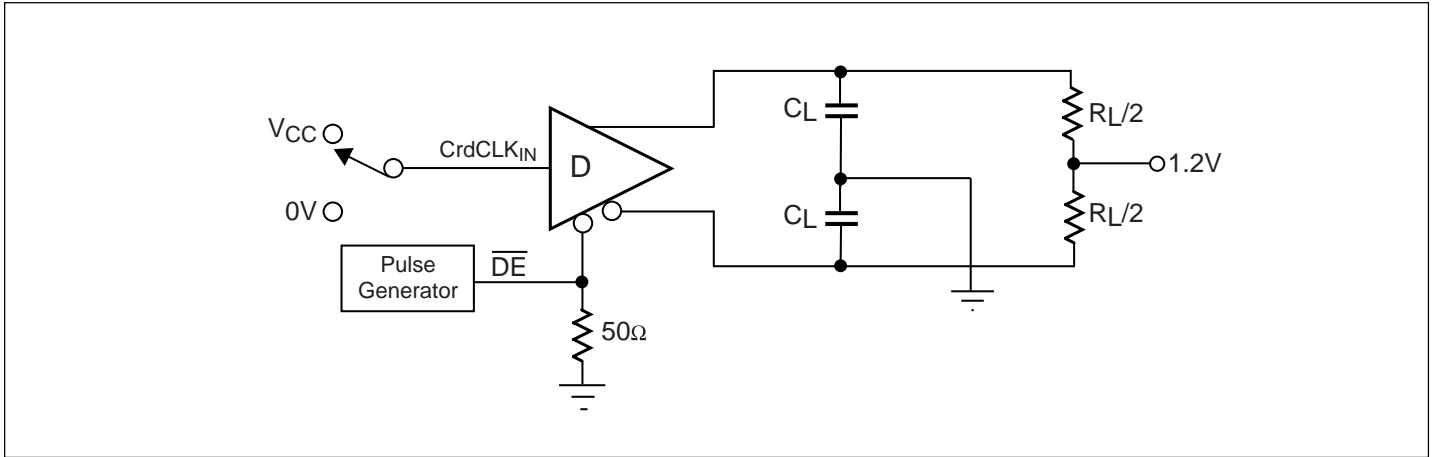 VCC
0V
CrdCLKIN
D
DE
Pulse
Generator
50Ω
CL
CL
RL/2
RL/2
1.2V